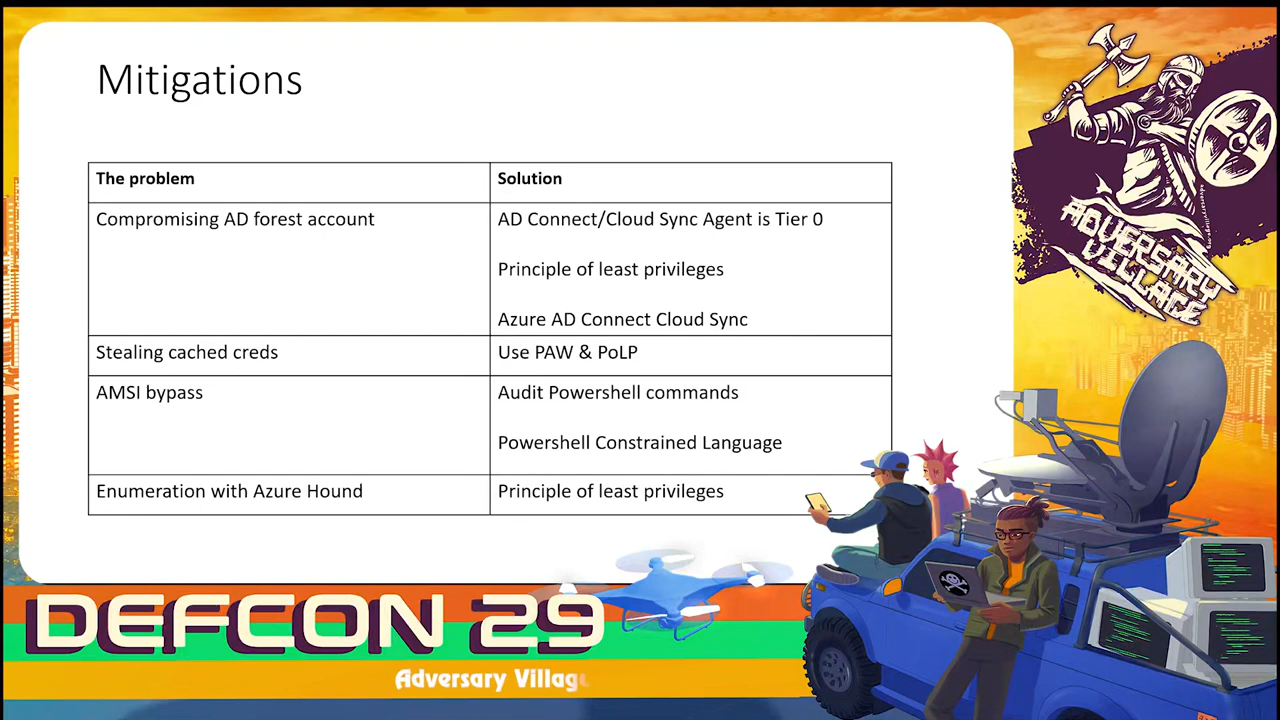 Mitigations
The problem
Solution
Compromising AD forest account
AD Connect/Cloud Sync Agent is Tier 0
Principle of least privileges
Azure AD Connect Cloud Sync
Stealing cached creds
Use PAW & PoLP
AMSI bypass
Audit Powershell commands
Powershell Constrained Language
Enumeration with Azure Hound
Principle of least privileges
ADVERSARY
VILLAGE
DEFCON 29
Adversary Village